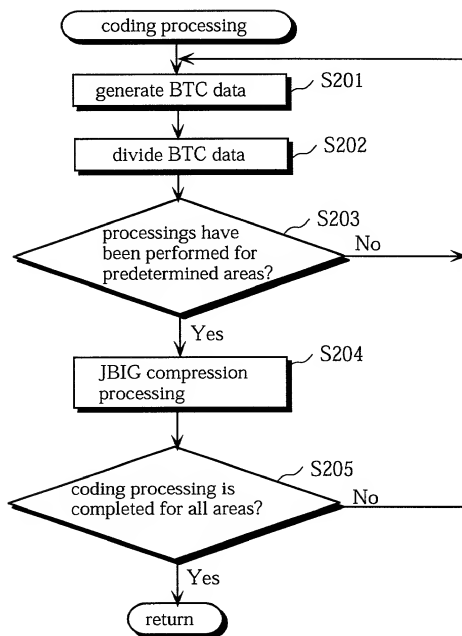 coding processing
generate BTC data
S201
divide BTC data
S202
S203
processings have
been performed for
predetermined areas?
No
Yes
S204
JBIG compression
processing
S205
coding processing is
completed for all areas?
No
Yes
return